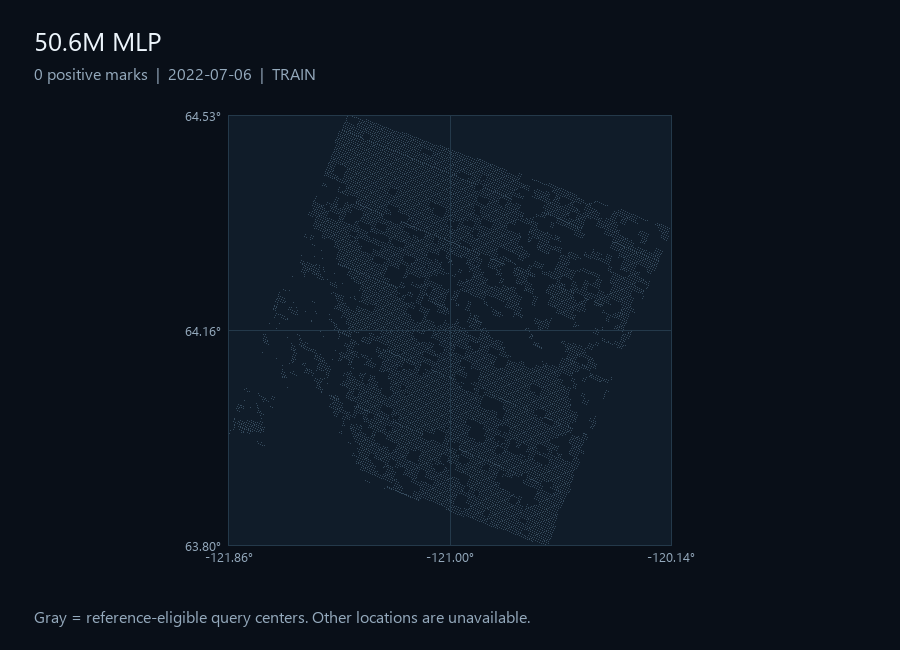 50.6M MLP
0 positive marks | 2022-07-06 | TRAIN
64.53°
64.16°
63.80°
-121.86°
-121.00°
-120.14°
Gray = reference-eligible query centers. Other locations are unavailable.